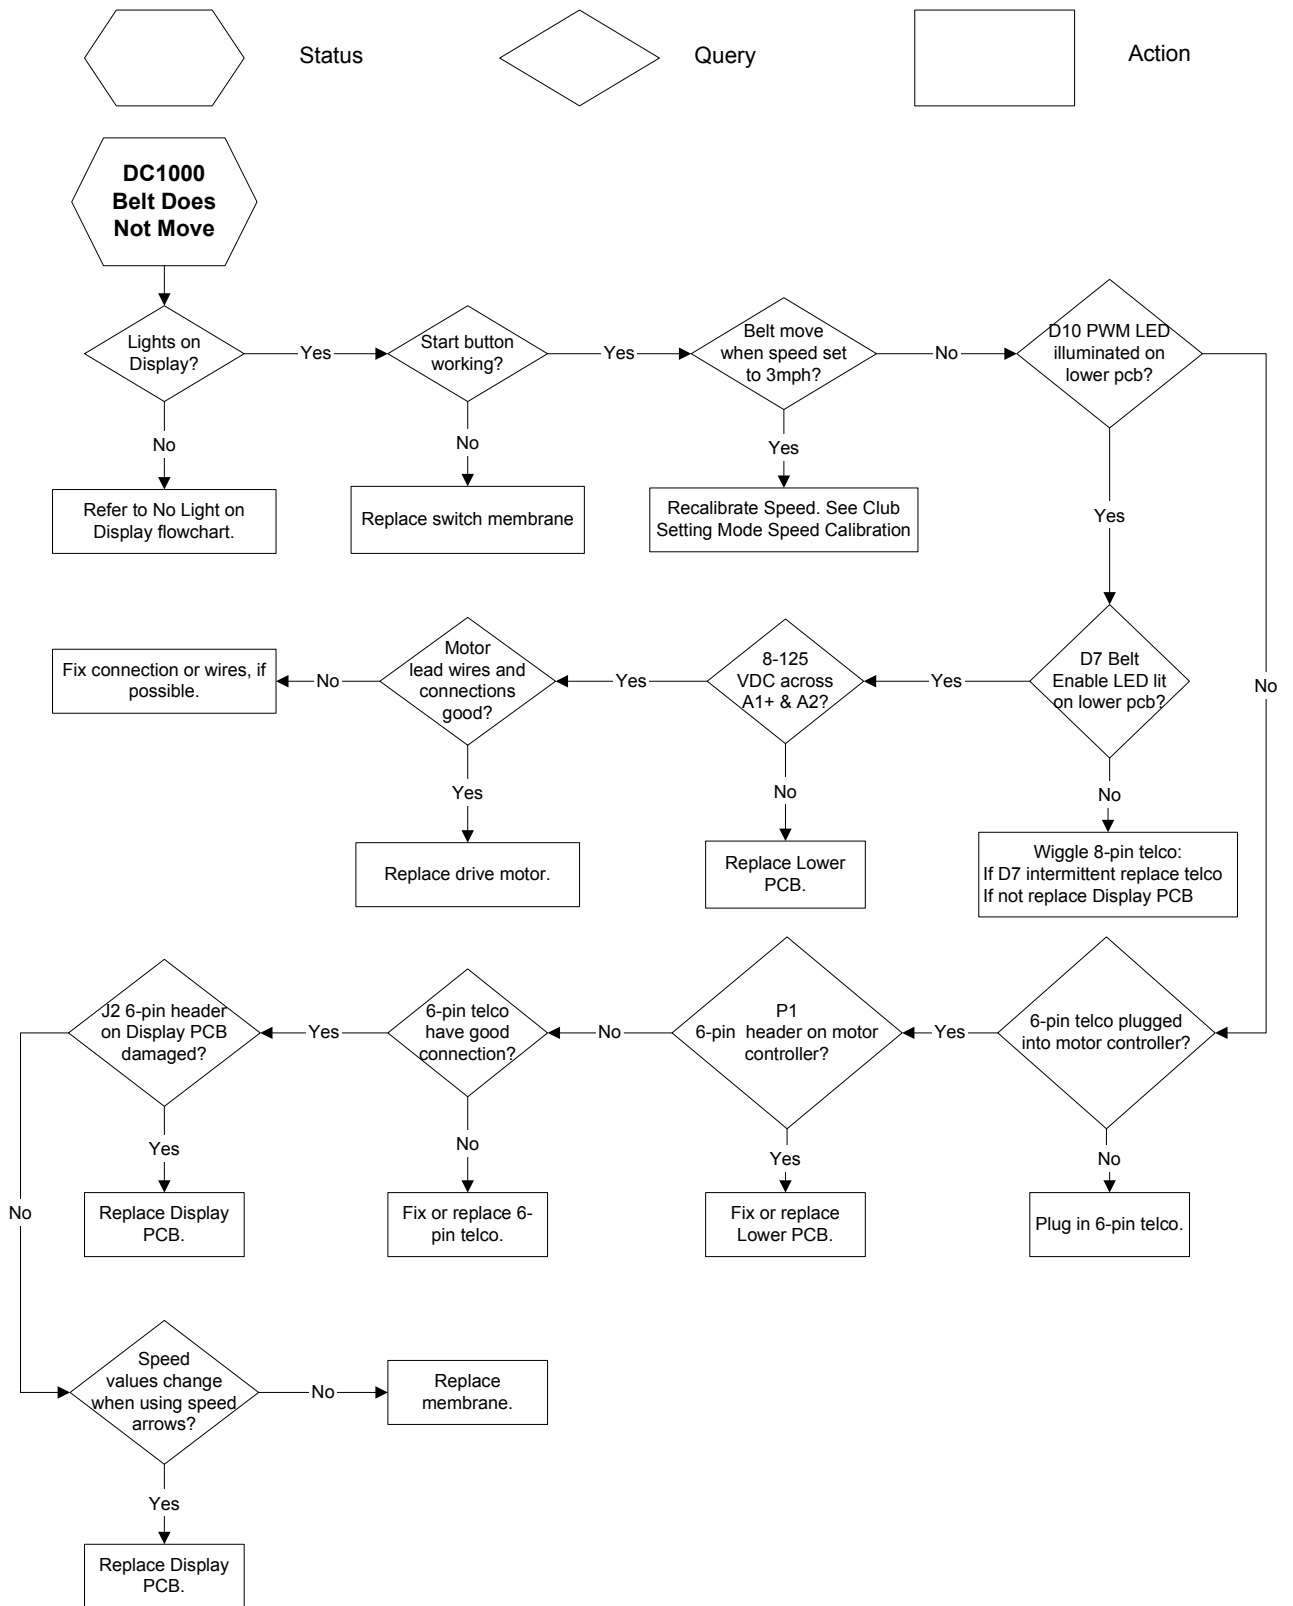 Status
Query
Action
DC1000
Belt Does
Not Move
Lights on
Display?
Yes
Start button
working?
Yes
Belt move
when speed set
to 3mph?
No
D10 PWM LED
illuminated on
lower pcb?
No
No
Yes
Yes
Refer to No Light on
Display flowchart.
Replace switch membrane
Recalibrate Speed. See Club
Setting Mode Speed Calibration
Fix connection or wires, if
possible.
No
Motor
lead wires and
connections
good?
Yes
8-125
VDC across
A1+ & A2?
Yes
D7 Belt
Enable LED lit
on lower pcb?
No
Yes
No
No
Replace drive motor.
Replace Lower
PCB.
Wiggle 8-pin telco:
If D7 intermittent replace telco
If not replace Display PCB
J2 6-pin header
on Display PCB
damaged?
Yes
6-pin telco
have good
connection?
No
P1
6-pin header on motor
controller?
Yes
6-pin telco plugged
into motor controller?
Yes
No
Yes
No
No
Replace Display
PCB.
Fix or replace 6-
pin telco.
Fix or replace
Lower PCB.
Plug in 6-pin telco.
Speed
values change
when using speed
arrows?
No
Replace
membrane.
Yes
Replace Display
PCB.